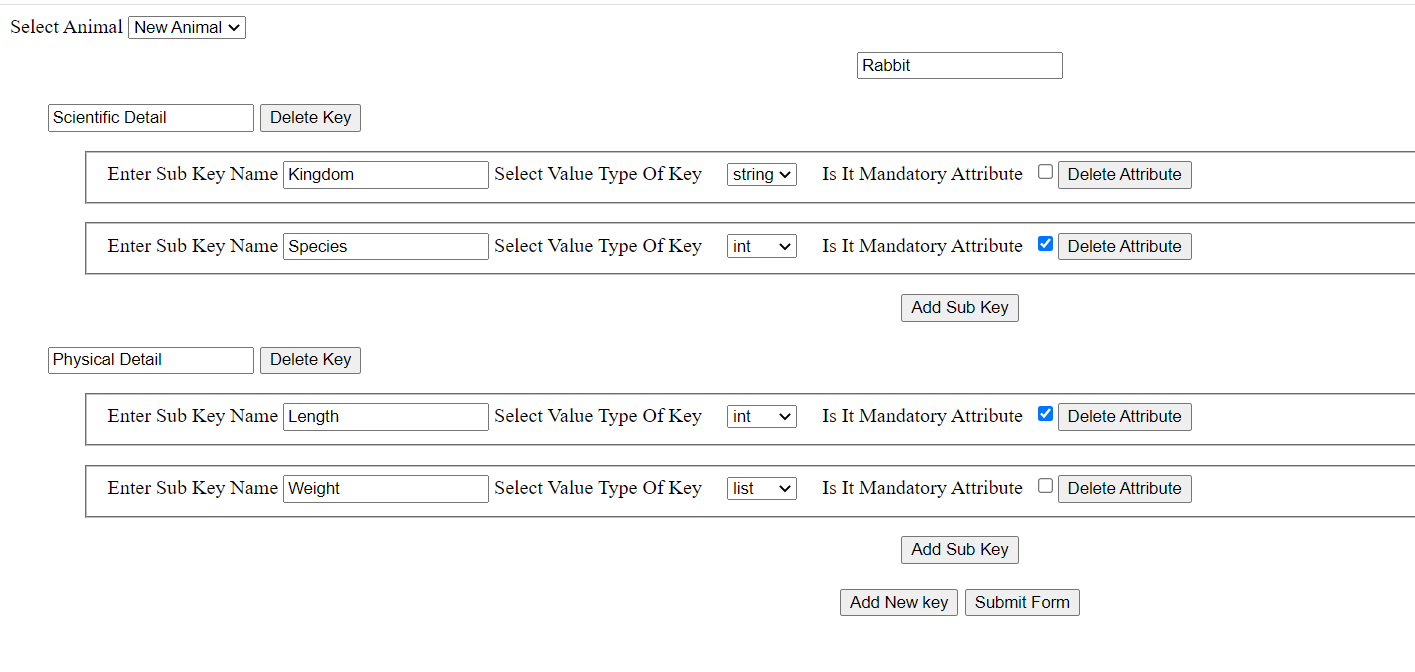 Select Animal New Animal
Rabbit
Scientific Detail Delete Key
Enter Sub Key Name Kingdom Select Value Type Of Key string Is It Mandatory Attribute Delete Attribute
Enter Sub Key Name Species Select Value Type Of Key int Is It Mandatory Attribute Delete Attribute
Add Sub Key
Physical Detail Delete Key
Enter Sub Key Name Length Select Value Type Of Key int Is It Mandatory Attribute Delete Attribute
Enter Sub Key Name Weight Select Value Type Of Key list Is It Mandatory Attribute Delete Attribute
Add Sub Key
Add New key Submit Form